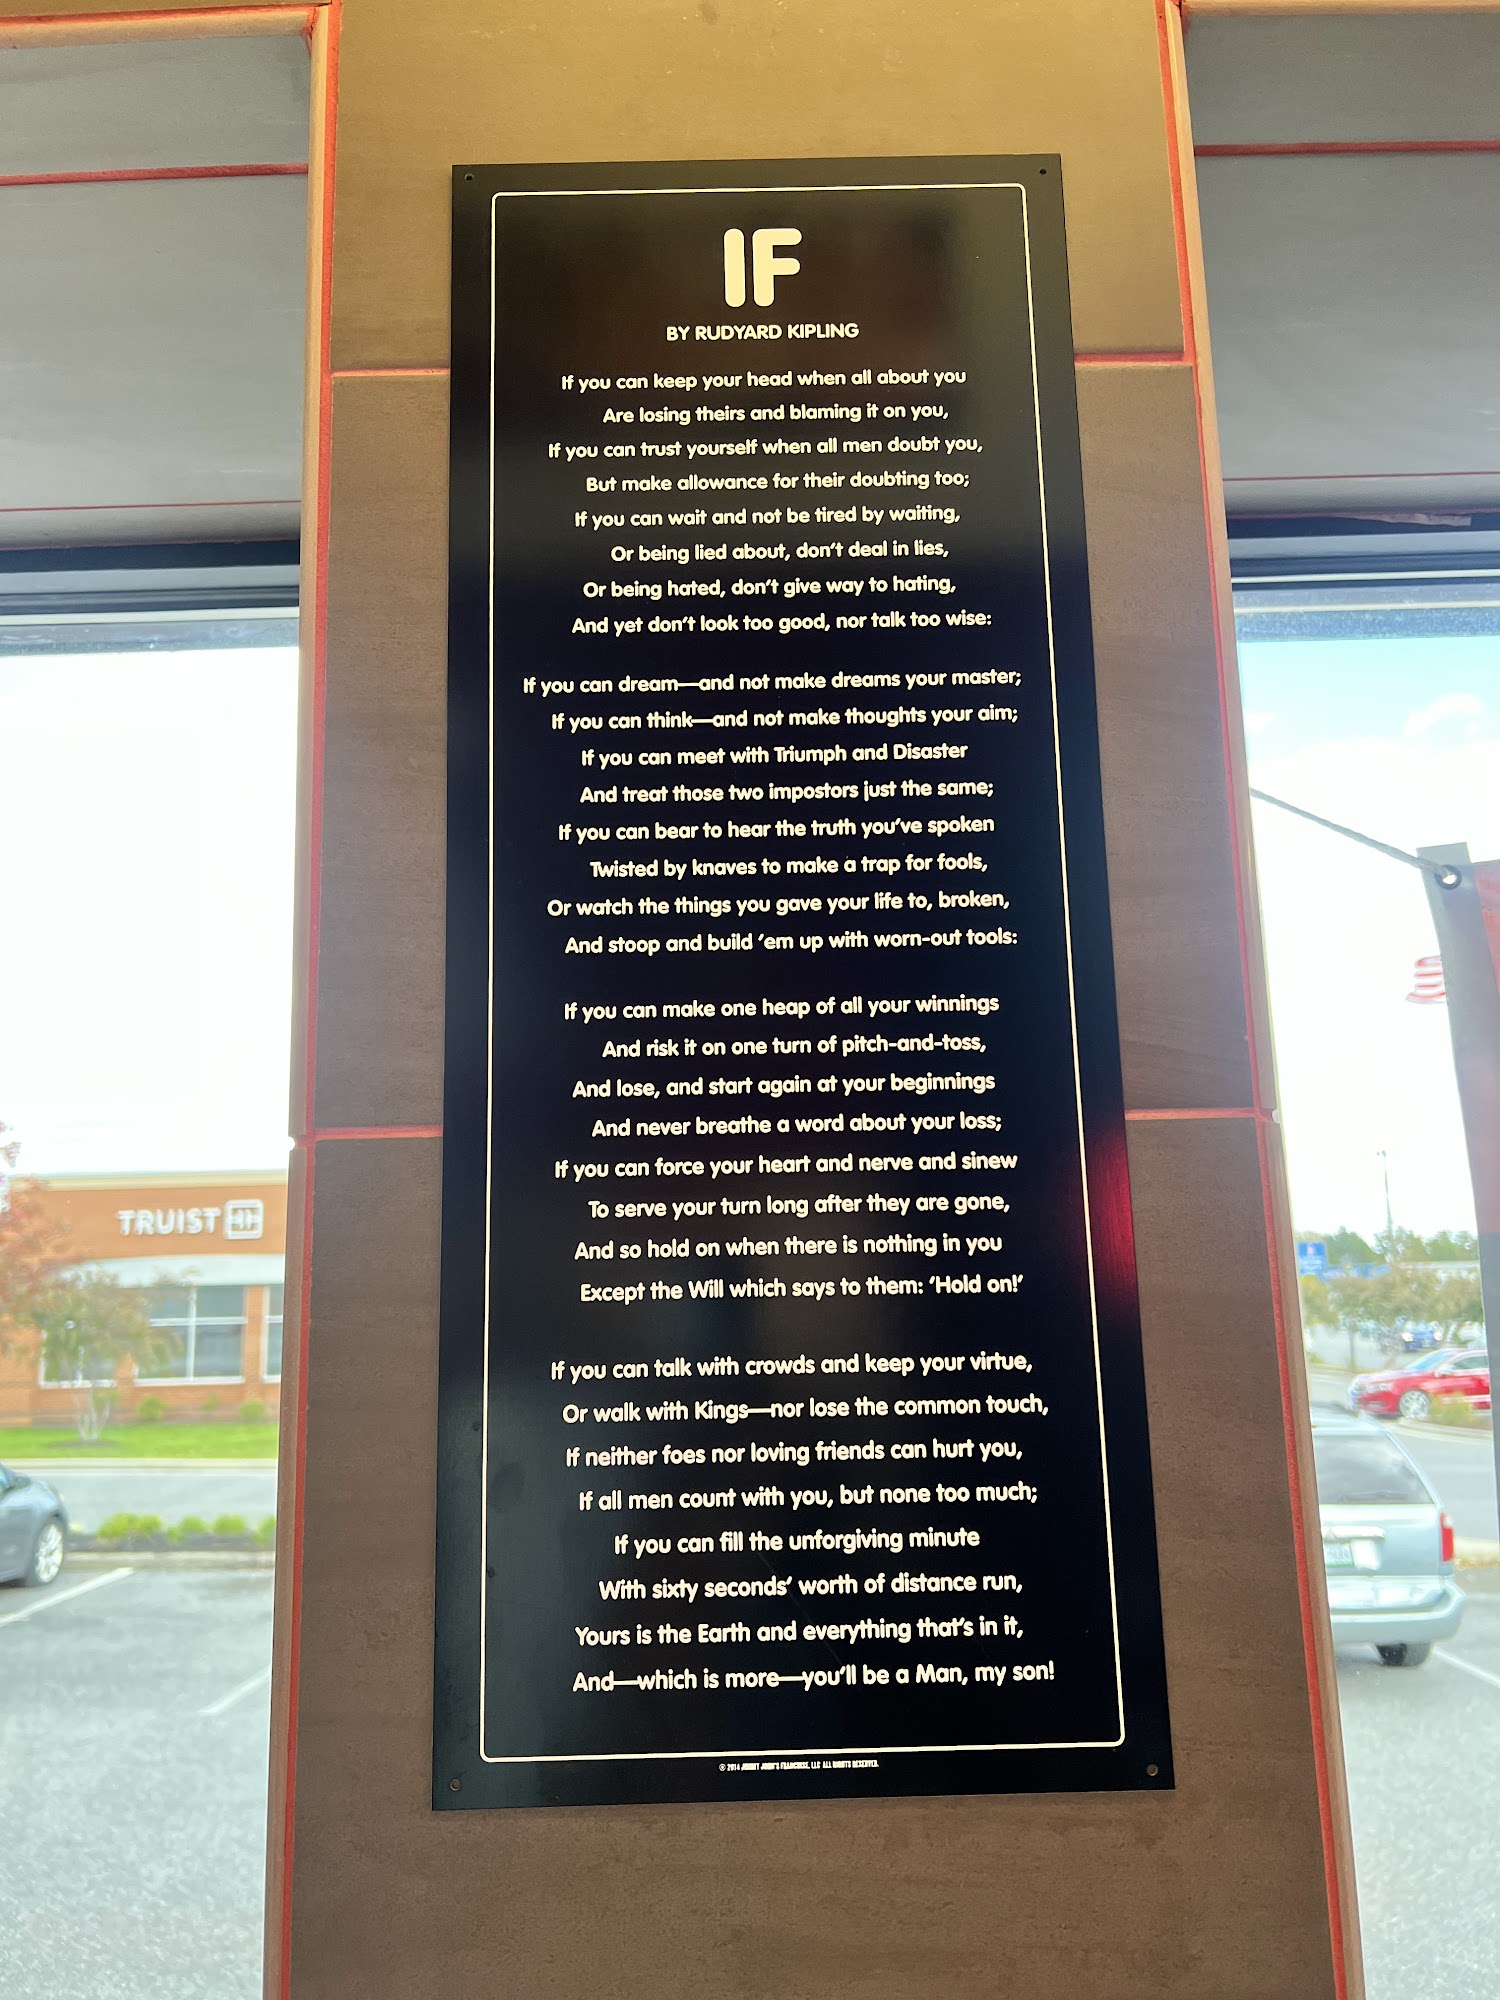 IF
BY RUDYARD KIPLING
If you can keep your head when all about you
Are losing theirs and blaming it on you,
If you can trust yourself when all men doubt you,
But make allowance for their doubting too;
If you can wait and not be tired by waiting,
Or being lied about, don't deal in lies,
Or being hated, don't give way to hating,
And yet don't look too good, nor talk too wise:
If you can dream—and not make dreams your master;
If you can think—and not make thoughts your aim;
If you can meet with Triumph and Disaster
And treat those two impostors just the same;
If you can bear to hear the truth you've spoken
Twisted by knaves to make a trap for fools,
Or watch the things you gave your life to, broken,
And stoop and build 'em up with worn-out tools:
If you can make one heap of all your winnings
And risk it on one turn of pitch-and-toss,
And lose, and start again at your beginnings
And never breathe a word about your loss;
If you can force your heart and nerve and sinew
To serve your turn long after they are gone,
And so hold on when there is nothing in you
Except the Will which says to them: 'Hold on!'
If you can talk with crowds and keep your virtue,
Or walk with Kings—nor lose the common touch,
If neither foes nor loving friends can hurt you,
If all men count with you, but none too much;
If you can fill the unforgiving minute
With sixty seconds' worth of distance run,
Yours is the Earth and everything that's in it,
And—which is more—you'll be a Man, my son!
© 2014 JIMMY JOHN'S FRANCHISE, LLC ALL RIGHTS RESERVED.
TRUIST